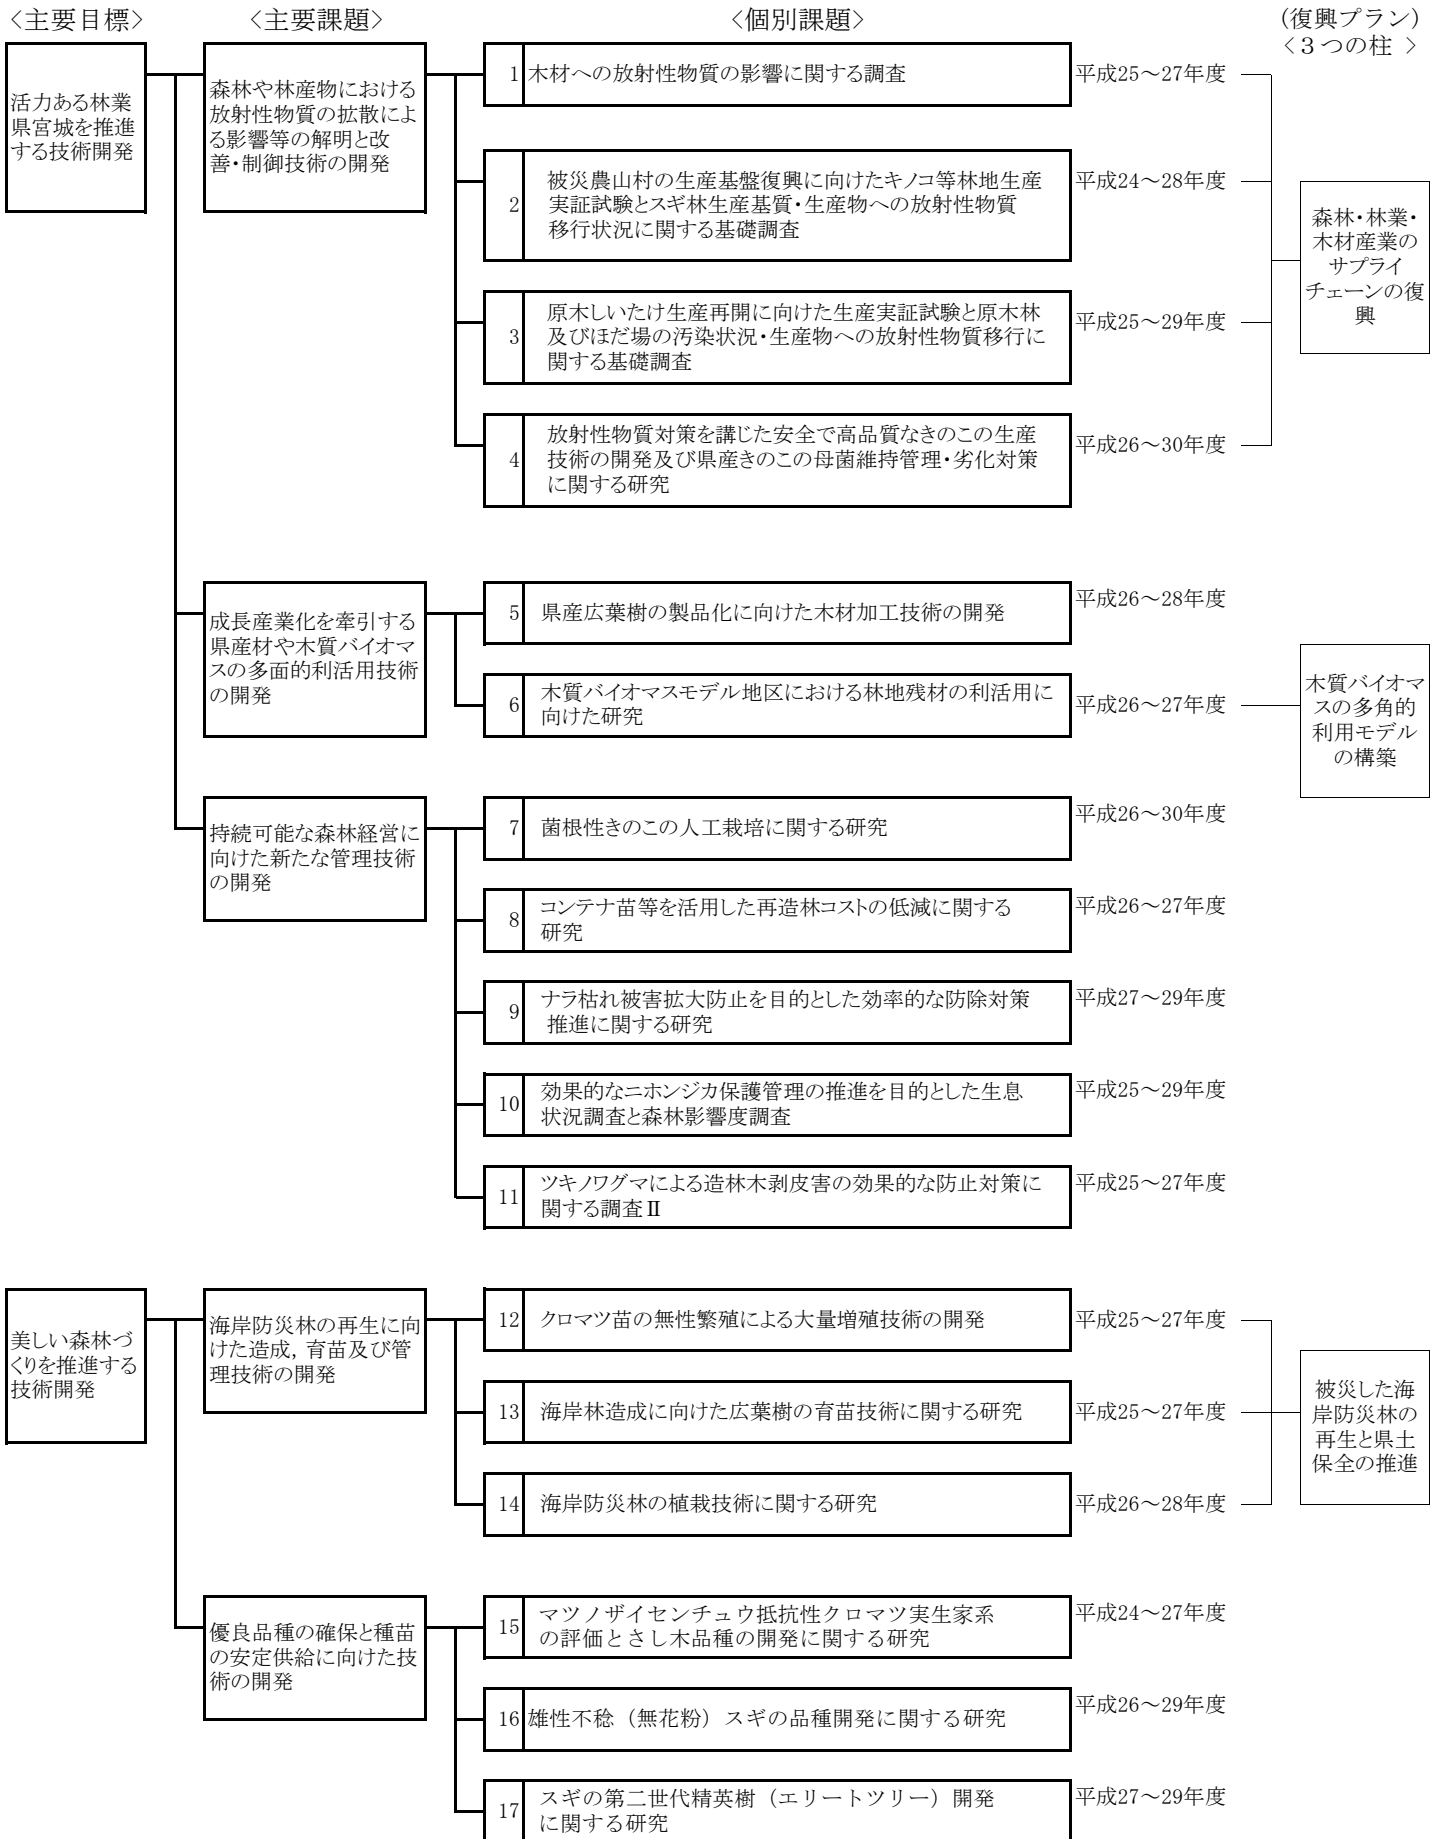 <主要目標>
<主要課題>
<個別課題>
(復興プラン)
<３つの柱 >
活力ある林業
県宮城を推進
する技術開発
森林や林産物における
放射性物質の拡散によ
る影響等の解明と改
善・制御技術の開発
1 木材への放射性物質の影響に関する調査
平成25～27年度
2 被災農山村の生産基盤復興に向けたキノコ等林地生産
実証試験とスギ林生産基質・生産物への放射性物質
移行状況に関する基礎調査
平成24～28年度
3 原木しいたけ生産再開に向けた生産実証試験と原木林
及びほだ場の汚染状況・生産物への放射性物質移行に
関する基礎調査
平成25～29年度
4 放射性物質対策を講じた安全で高品質なきのこの生産
技術の開発及び県産きのこの母菌維持管理・劣化対策
に関する研究
平成26～30年度
森林・林業・
木材産業の
サプライ
チェーンの復
興
成長産業化を牽引する
県産材や木質バイオマ
スの多面的利活用技術
の開発
5 県産広葉樹の製品化に向けた木材加工技術の開発
平成26～28年度
6 木質バイオマスモデル地区における林地残材の利活用に
向けた研究
平成26～27年度
木質バイオマ
スの多角的
利用モデル
の構築
持続可能な森林経営に
向けた新たな管理技術
の開発
7 菌根性きのこの人工栽培に関する研究
平成26～30年度
8 コンテナ苗等を活用した再造林コストの低減に関する
研究
平成26～27年度
9 ナラ枯れ被害拡大防止を目的とした効率的な防除対策
推進に関する研究
平成27～29年度
10 効果的なニホンジカ保護管理の推進を目的とした生息
状況調査と森林影響度調査
平成25～29年度
11 ツキノワグマによる造林木剥皮害の効果的な防止対策に
関する調査Ⅱ
平成25～27年度
美しい森林づ
くりを推進する
技術開発
海岸防災林の再生に向
けた造成, 育苗及び管
理技術の開発
12 クロマツ苗の無性繁殖による大量増殖技術の開発
平成25～27年度
13 海岸林造成に向けた広葉樹の育苗技術に関する研究
平成25～27年度
14 海岸防災林の植栽技術に関する研究
平成26～28年度
被災した海
岸防災林の
再生と県土
保全の推進
優良品種の確保と種苗
の安定供給に向けた技
術の開発
15 マツノザイセンチュウ抵抗性クロマツ実生家系
の評価とさし木品種の開発に関する研究
平成24～27年度
16 雄性不稔（無花粉）スギの品種開発に関する研究
平成26～29年度
17 スギの第二世代精英樹（エリートツリー）開発
に関する研究
平成27～29年度